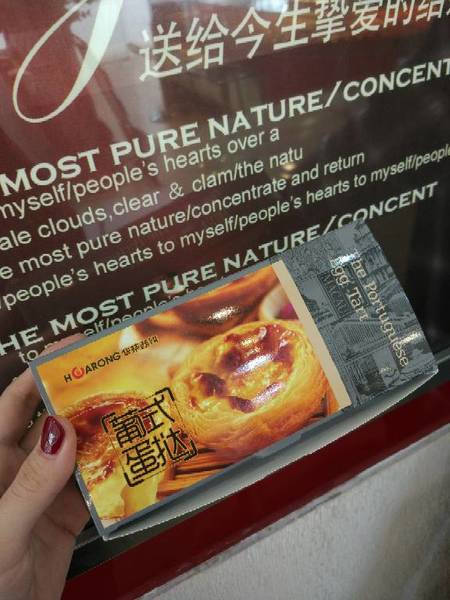 送给今生挚爱的给
MOST PURE NATURE/CONCENT
myself/people's hearts over a
ale clouds,clear & clam/the natu
e most pure nature/concentrate and return
/people's hearts to myself/people's hearts to myself/people
HE MOST PURE NATURE/CONCENT
to
HUARONG
葡式
蛋挞
The Portuguese
Egg Tart